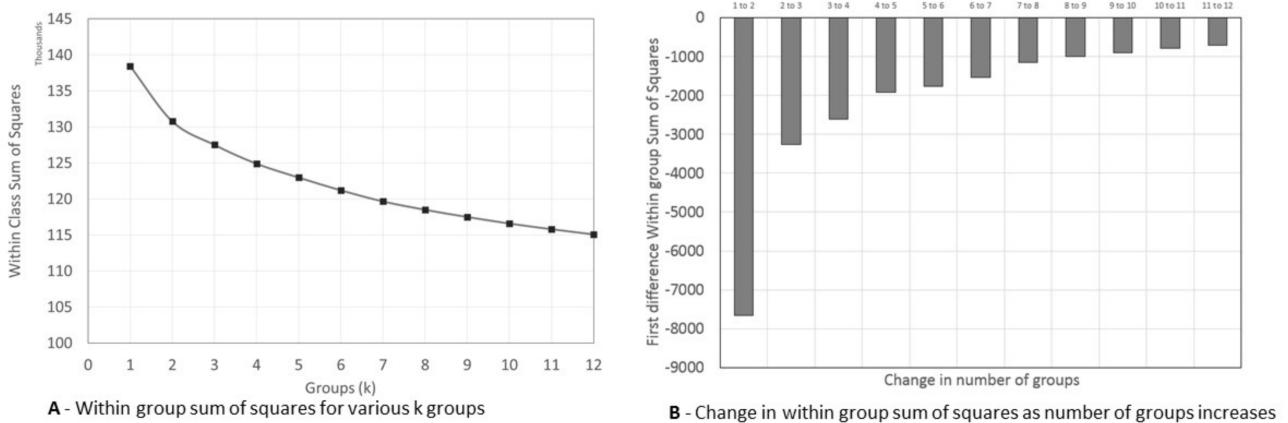 145
140
135
130
125
120
115
110
105
100
Thousands
Within Class Sum of Squares
0 1 2 3 4 5 6 7 8 9 10 11 12
Groups (k)
A - Within group sum of squares for various k groups
1 to 2 2 to 3 3 to 4 4 to 5 5 to 6 6 to 7 7 to 8 8 to 9 9 to 10 10 to 11 11 to 12
0
-1000
-2000
-3000
-4000
-5000
-6000
-7000
-8000
-9000
First difference Within group Sum of Squares
Change in number of groups
B - Change in within group sum of squares as number of groups increases